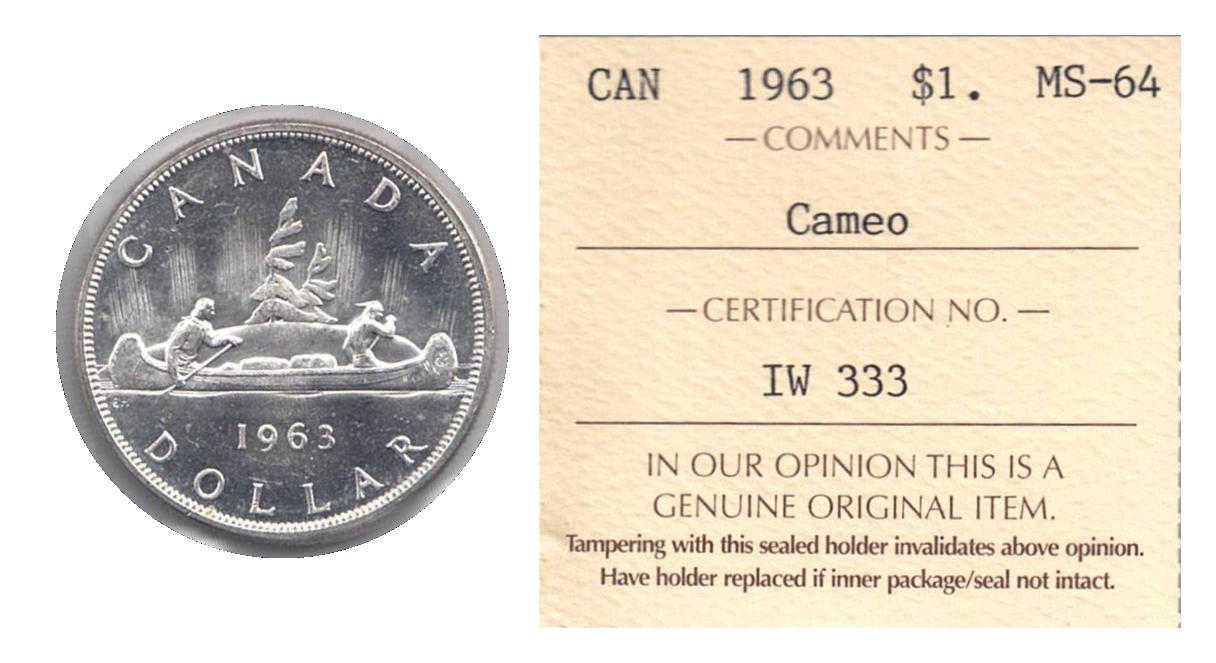 CANADA
1963
DOLLAR
CAN 1963 $1. MS-64
— COMMENTS —
Cameo
— CERTIFICATION NO. —
IW 333
IN OUR OPINION THIS IS A
GENUINE ORIGINAL ITEM.
Tampering with this sealed holder invalidates above opinion.
Have holder replaced if inner package/seal not intact.